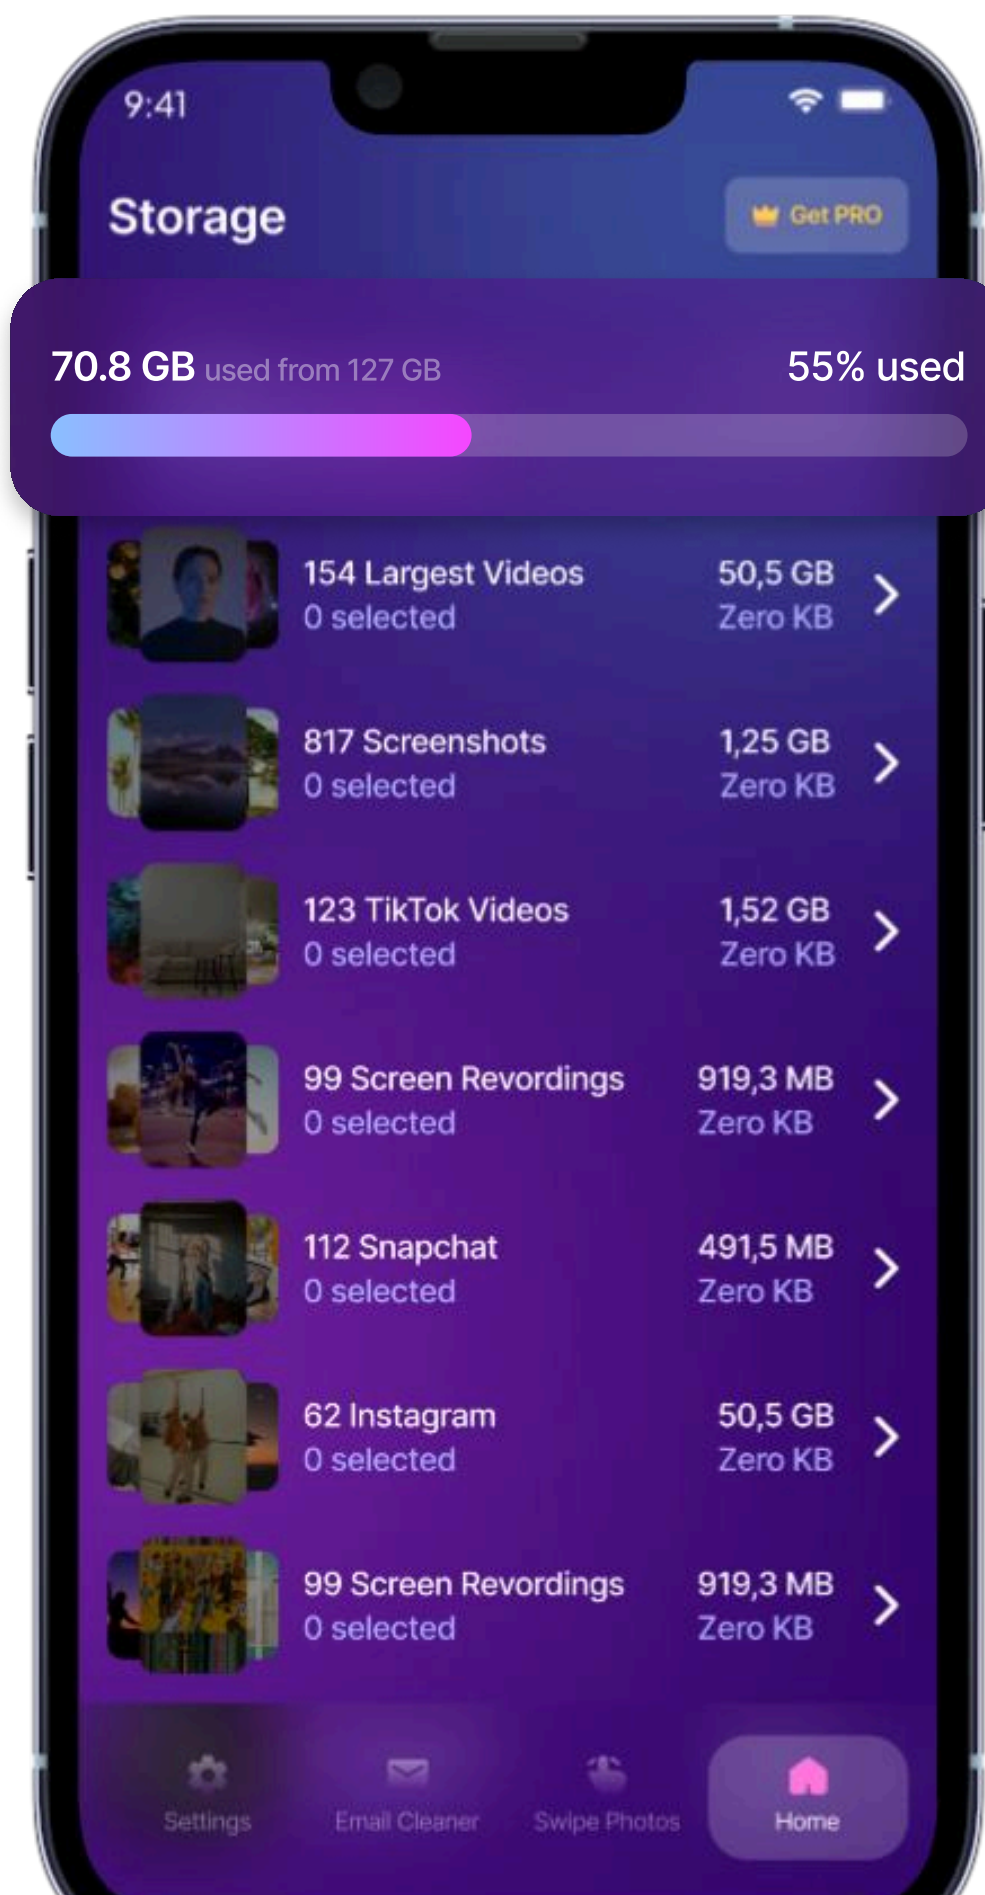 9:41
Storage
Get PRO
70.8 GB used from 127 GB
55% used
154 Largest Videos 50,5 GB
0 selected Zero KB
817 Screenshots 1,25 GB
0 selected Zero KB
123 TikTok Videos 1,52 GB
0 selected Zero KB
99 Screen Revordings 919,3 MB
0 selected Zero KB
112 Snapchat 491,5 MB
0 selected Zero KB
62 Instagram 50,5 GB
0 selected Zero KB
99 Screen Revordings 919,3 MB
0 selected Zero KB
Settings Email Cleaner Swipe Photos Home